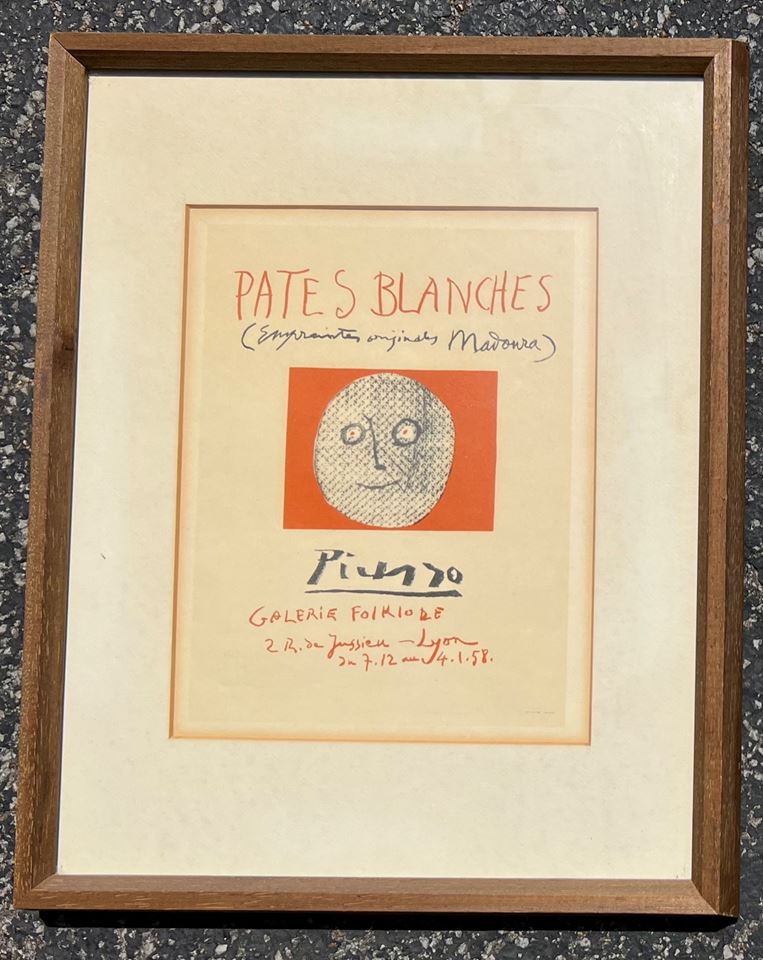 PATES BLANCHES
(Empreintes originales Madoura)
Picasso
GALERIE FOlKlORE
2 R. de Jussieu - Lyon
du 7.12 au 4.1.58.